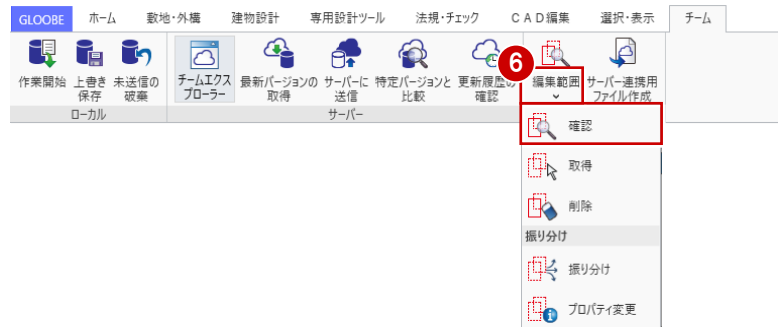 GLOOBE ホーム 敷地・外構 建物設計 専用設計ツール 法規・チェック ＣＡＤ編集 選択・表示 チーム
6
作業開始 上書き保存 未送信の破棄 チームエクスプローラー 最新バージョンの取得 サーバーに送信 特定バージョンと比較 更新履歴の確認 編集範囲 サーバー連携用ファイル作成
ローカル サーバー
確認
取得
削除
振り分け
振り分け
プロパティ変更